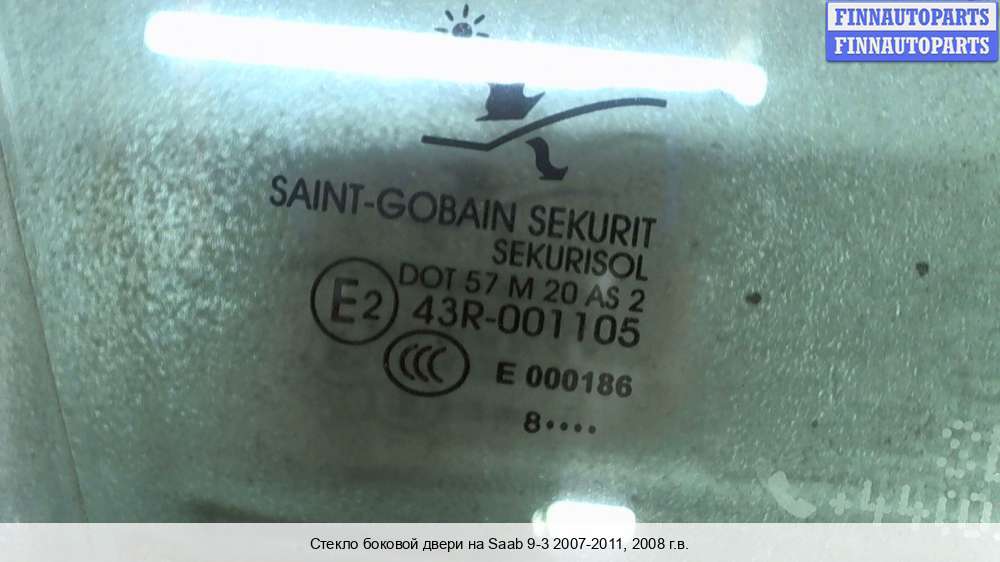 FINNAUTOPARTS
FINNAUTOPARTS
SAINT-GOBAIN SEKURIT
SEKURISOL
DOT 57 M 20 AS 2
E2
43R-001105
CCC
E 000186
8••••
Стекло боковой двери на Saab 9-3 2007-2011, 2008 г.в.